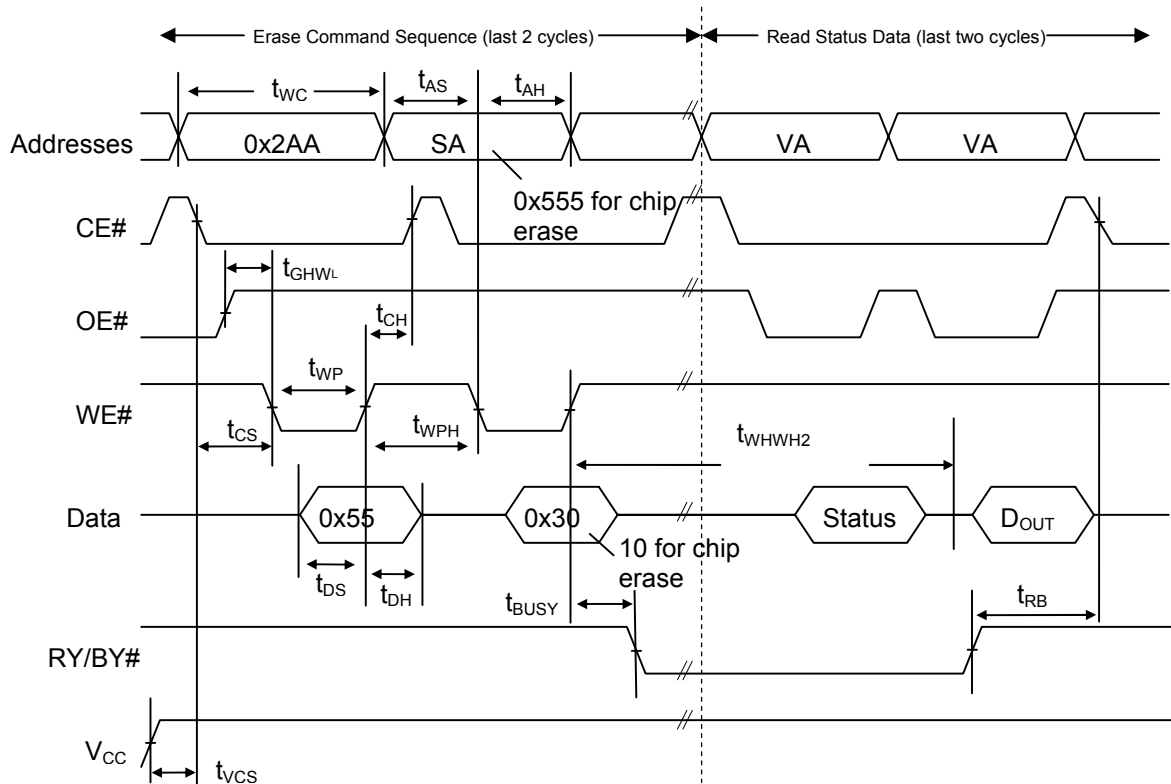 Erase Command Sequence (last 2 cycles)
Read Status Data (last two cycles)
tWC
tAS
tAH
Addresses
0x2AA
SA
VA
VA
0x555 for chip
erase
CE#
tGHWL
OE#
tCH
tWP
WE#
tCS
tWPH
tWHWH2
Data
0x55
0x30
Status
DOUT
10 for chip
erase
tDS
tDH
tBUSY
tRB
RY/BY#
VCC
tVCS